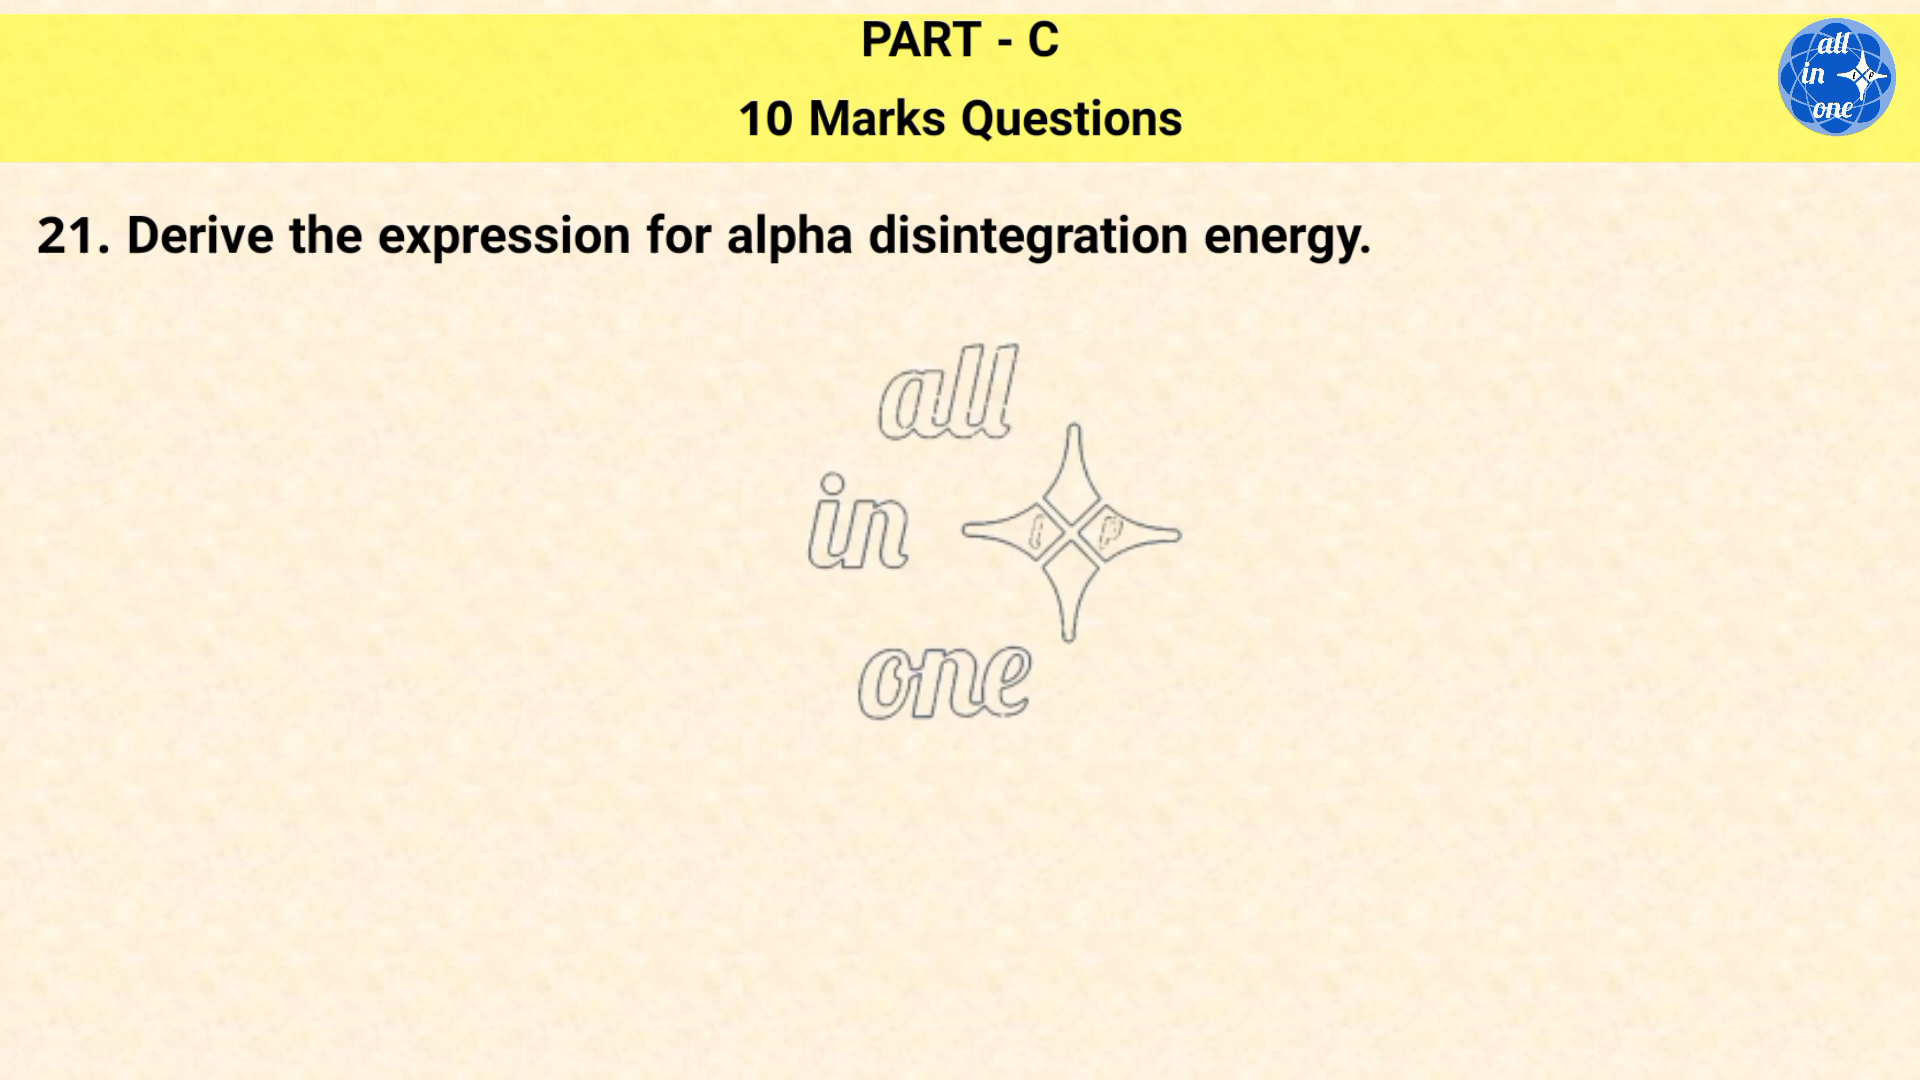 PART - C
10 Marks Questions
all
in
I P
one
21. Derive the expression for alpha disintegration energy.
all
in
I P
one